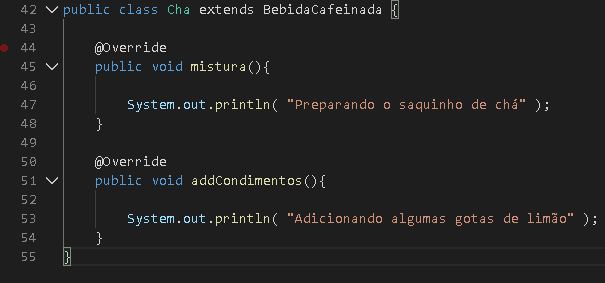 42 public class Cha extends BebidaCafeinada {
43
44 @Override
45 public void mistura(){
46
47 System.out.println( "Preparando o saquinho de chá" );
48 }
49
50 @Override
51 public void addCondimentos(){
52
53 System.out.println( "Adicionando algumas gotas de limão" );
54 }
55 }